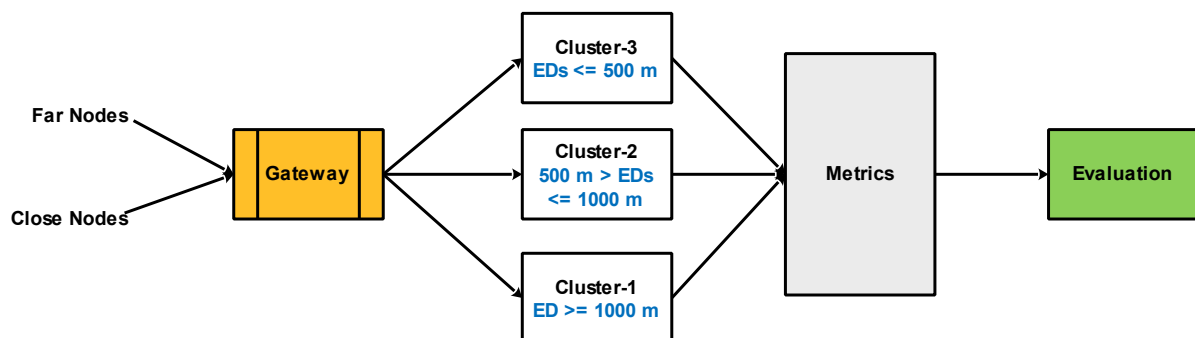 Far Nodes
Close Nodes
Gateway
Cluster-3
EDs <= 500 m
Cluster-2
500 m > EDs
<= 1000 m
Cluster-1
ED >= 1000 m
Metrics
Evaluation